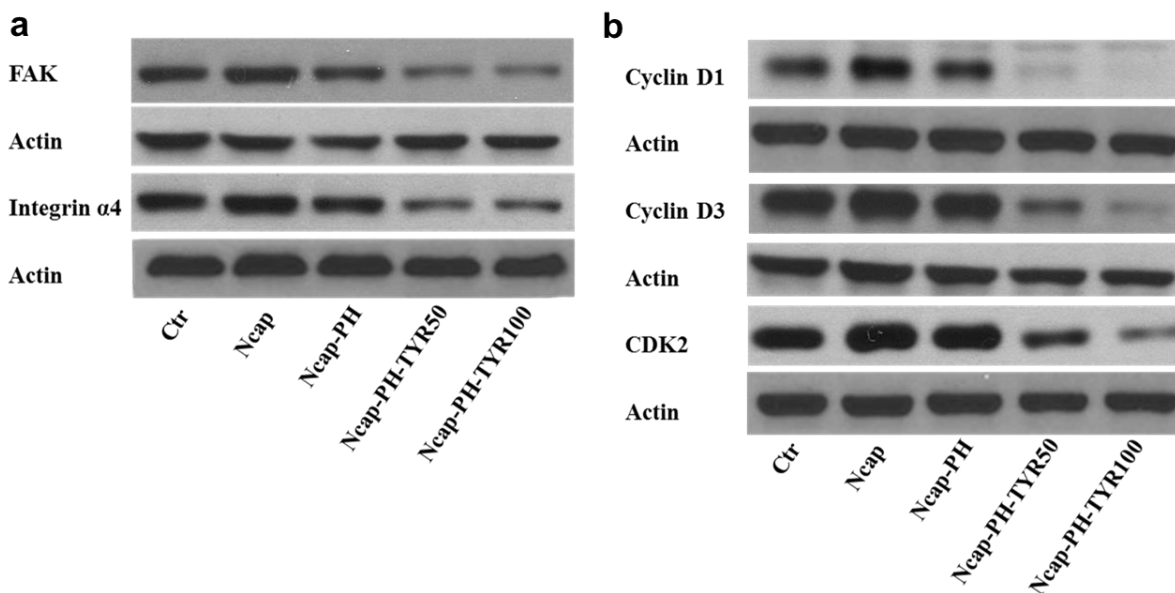 a
FAK
Actin
Integrin α4
Actin
Ctr
Ncap
Ncap-PH
Ncap-PH-TYR50
Ncap-PH-TYR100
b
Cyclin D1
Actin
Cyclin D3
Actin
CDK2
Actin
Ctr
Ncap
Ncap-PH
Ncap-PH-TYR50
Ncap-PH-TYR100